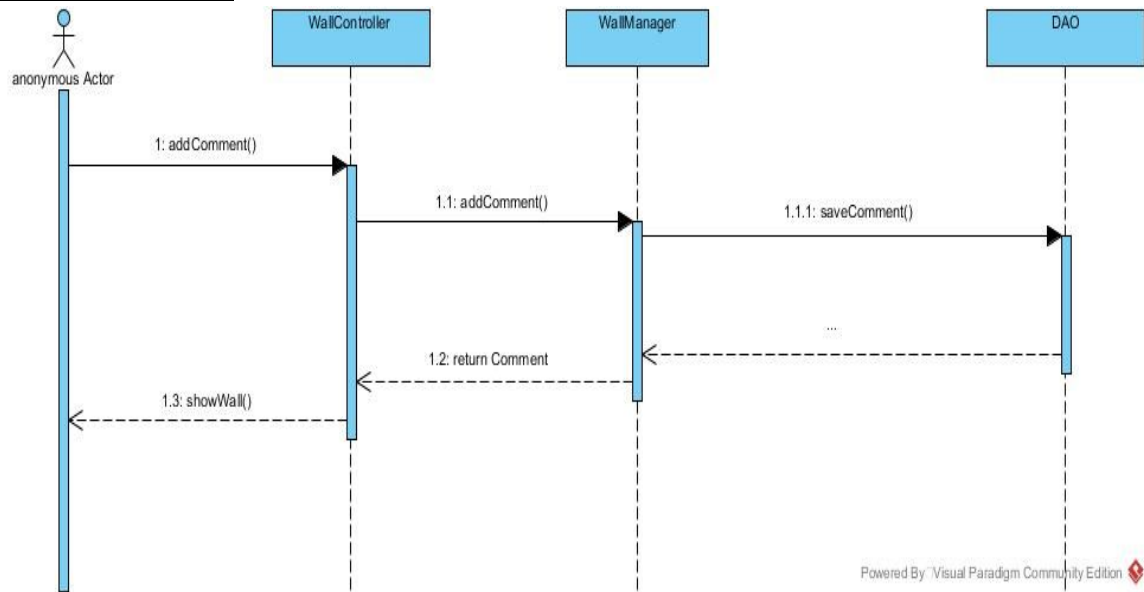 WallController
WallManager
DAO
anonymous Actor
1: addComment()
1.1: addComment()
1.1.1: saveComment()
...
1.2: return Comment
1.3: showWall()
Powered By Visual Paradigm Community Edition